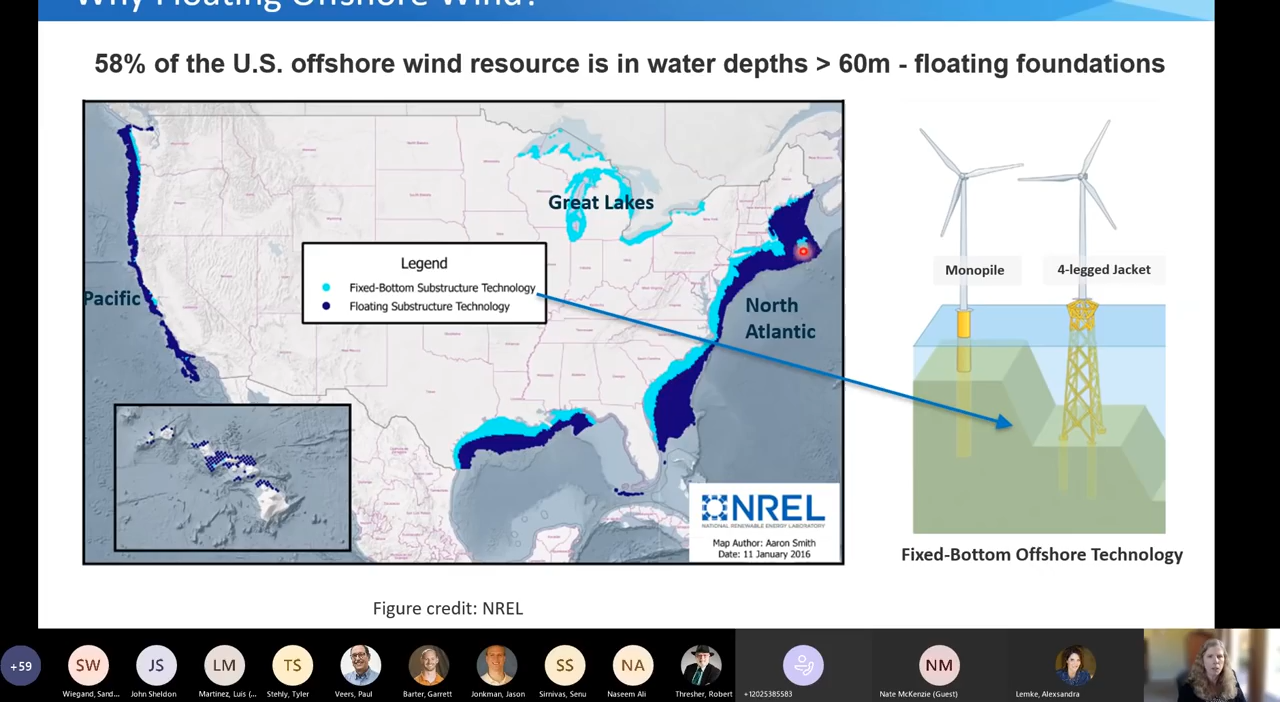 Why Floating Offshore Wind?
58% of the U.S. offshore wind resource is in water depths > 60m - floating foundations
Great Lakes
Legend
Fixed-Bottom Substructure Technology
Floating Substructure Technology
Pacific
North
Atlantic
NREL
NATIONAL RENEWABLE ENERGY LABORATORY
Map Author: Aaron Smith
Date: 11 January 2016
Monopile
4-legged Jacket
Fixed-Bottom Offshore Technology
Figure credit: NREL
+59
SW
JS
LM
TS
SS
NA
NM
Wiegand, Sand...
John Sheldon
Martinez, Luis (...
Stehly, Tyler
Veers, Paul
Barter, Garrett
Jonkman, Jason
Sirnivas, Senu
Naseem Ali
Thresher, Robert
+12025385583
Nate McKenzie (Guest)
Lemke, Alexsandra